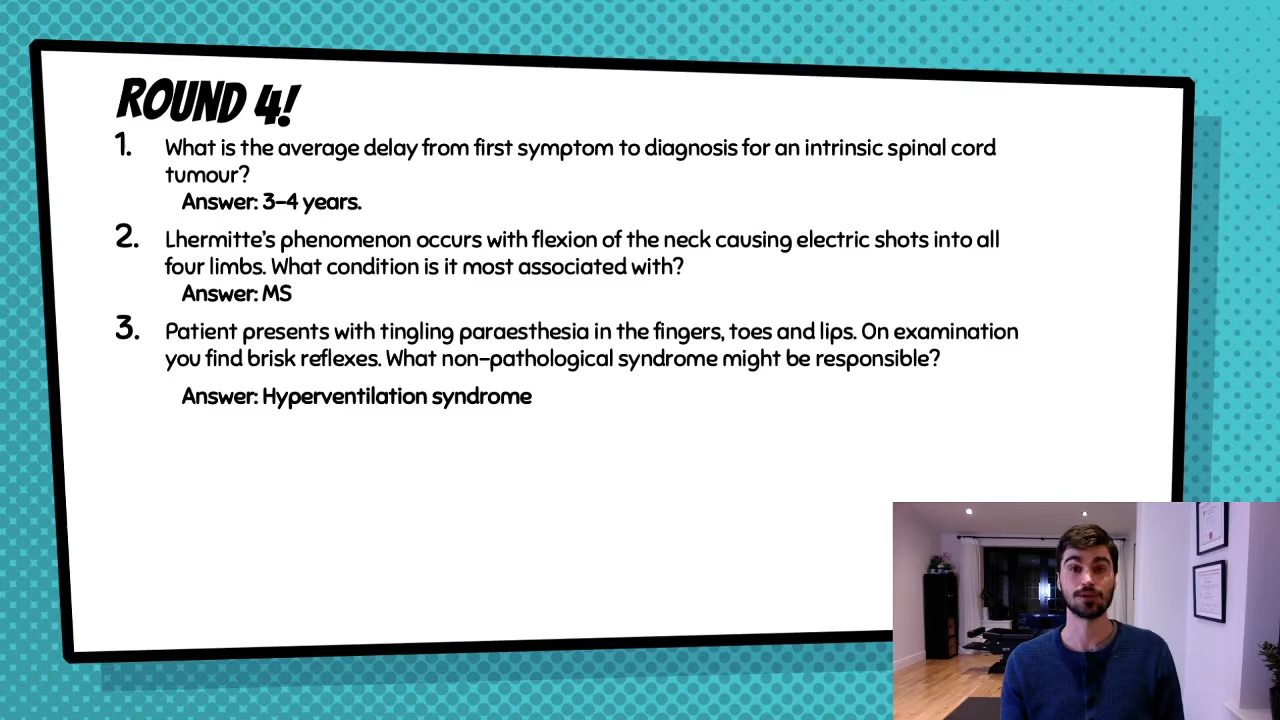 ROUND 4!
1. What is the average delay from first symptom to diagnosis for an intrinsic spinal cord
tumour?
Answer: 3-4 years.
2. Lhermitte's phenomenon occurs with flexion of the neck causing electric shots into all
four limbs. What condition is it most associated with?
Answer: MS
3. Patient presents with tingling paraesthesia in the fingers, toes and lips. On examination
you find brisk reflexes. What non-pathological syndrome might be responsible?
Answer: Hyperventilation syndrome